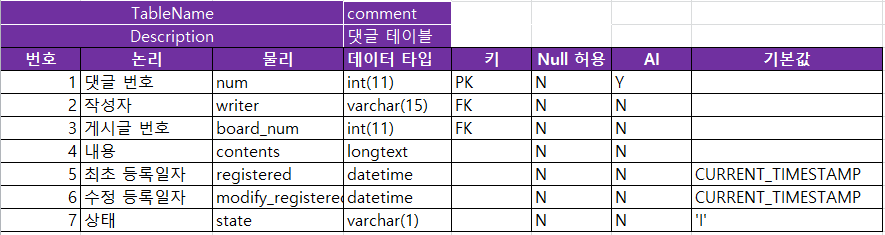 TableName comment
Description 댓글 테이블
번호 논리 물리 데이터 타입 키 Null 허용 AI 기본값
1 댓글 번호 num int(11) PK N Y
2 작성자 writer varchar(15) FK N N
3 게시글 번호 board_num int(11) FK N N
4 내용 contents longtext N N
5 최초 등록일자 registered datetime N N CURRENT_TIMESTAMP
6 수정 등록일자 modify_registered datetime N N CURRENT_TIMESTAMP
7 상태 state varchar(1) N N 'I'